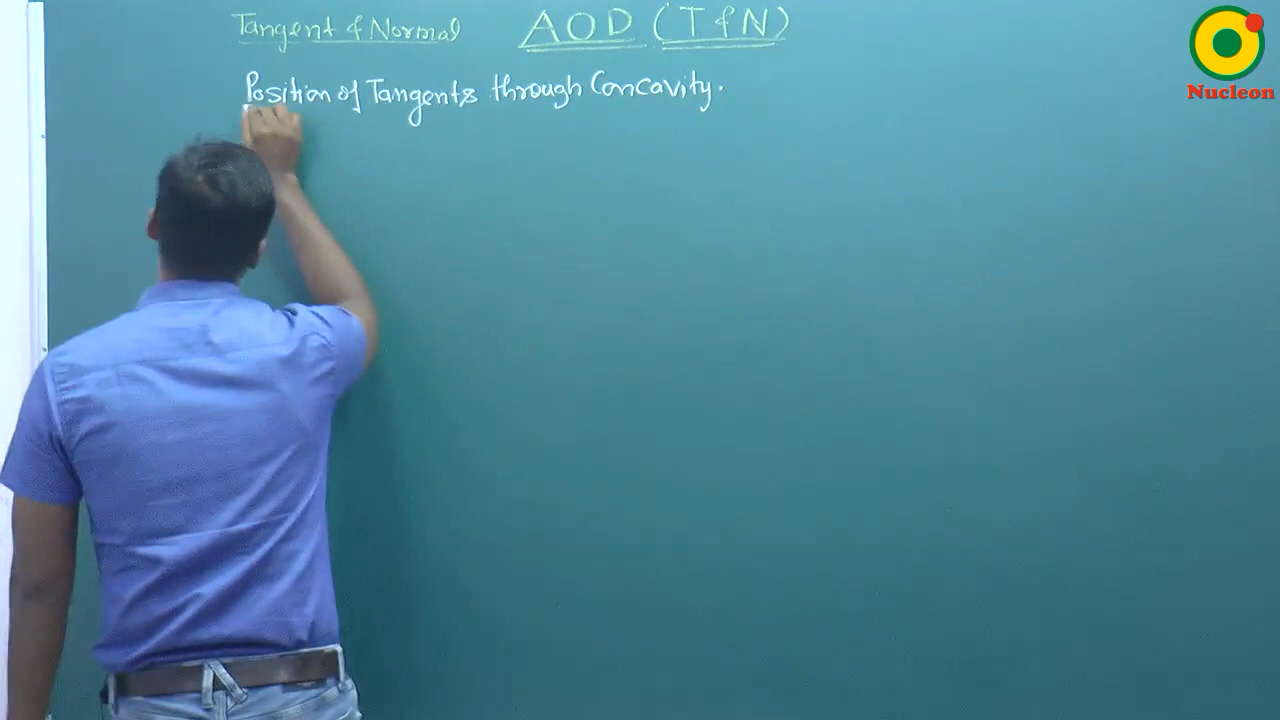 Tangent & Normal AOD (T & N)
Position of Tangents through Concavity.
Nucleon